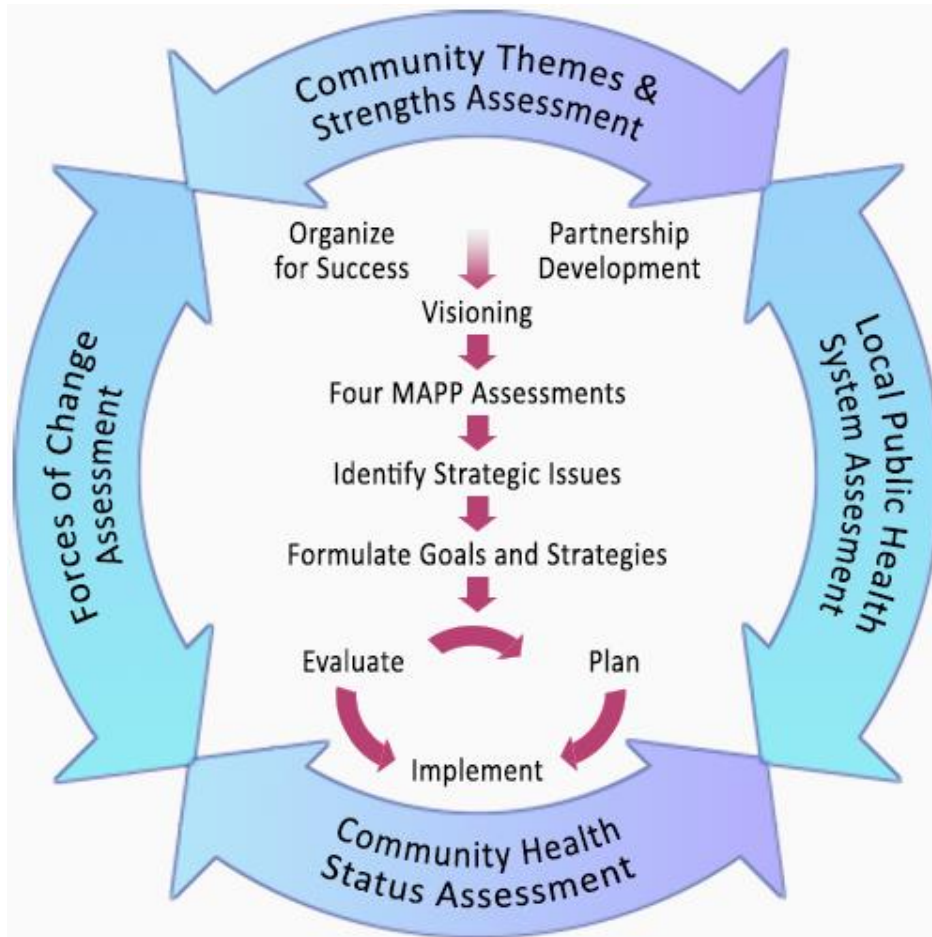 Community Themes &
Strengths Assessment
Organize
for Success
Partnership
Development
Visioning
Four MAPP Assessments
Identify Strategic Issues
Formulate Goals and Strategies
Evaluate
Plan
Implement
Forces of Change
Assessment
Local Public Health
System Assessment
Community Health
Status Assessment